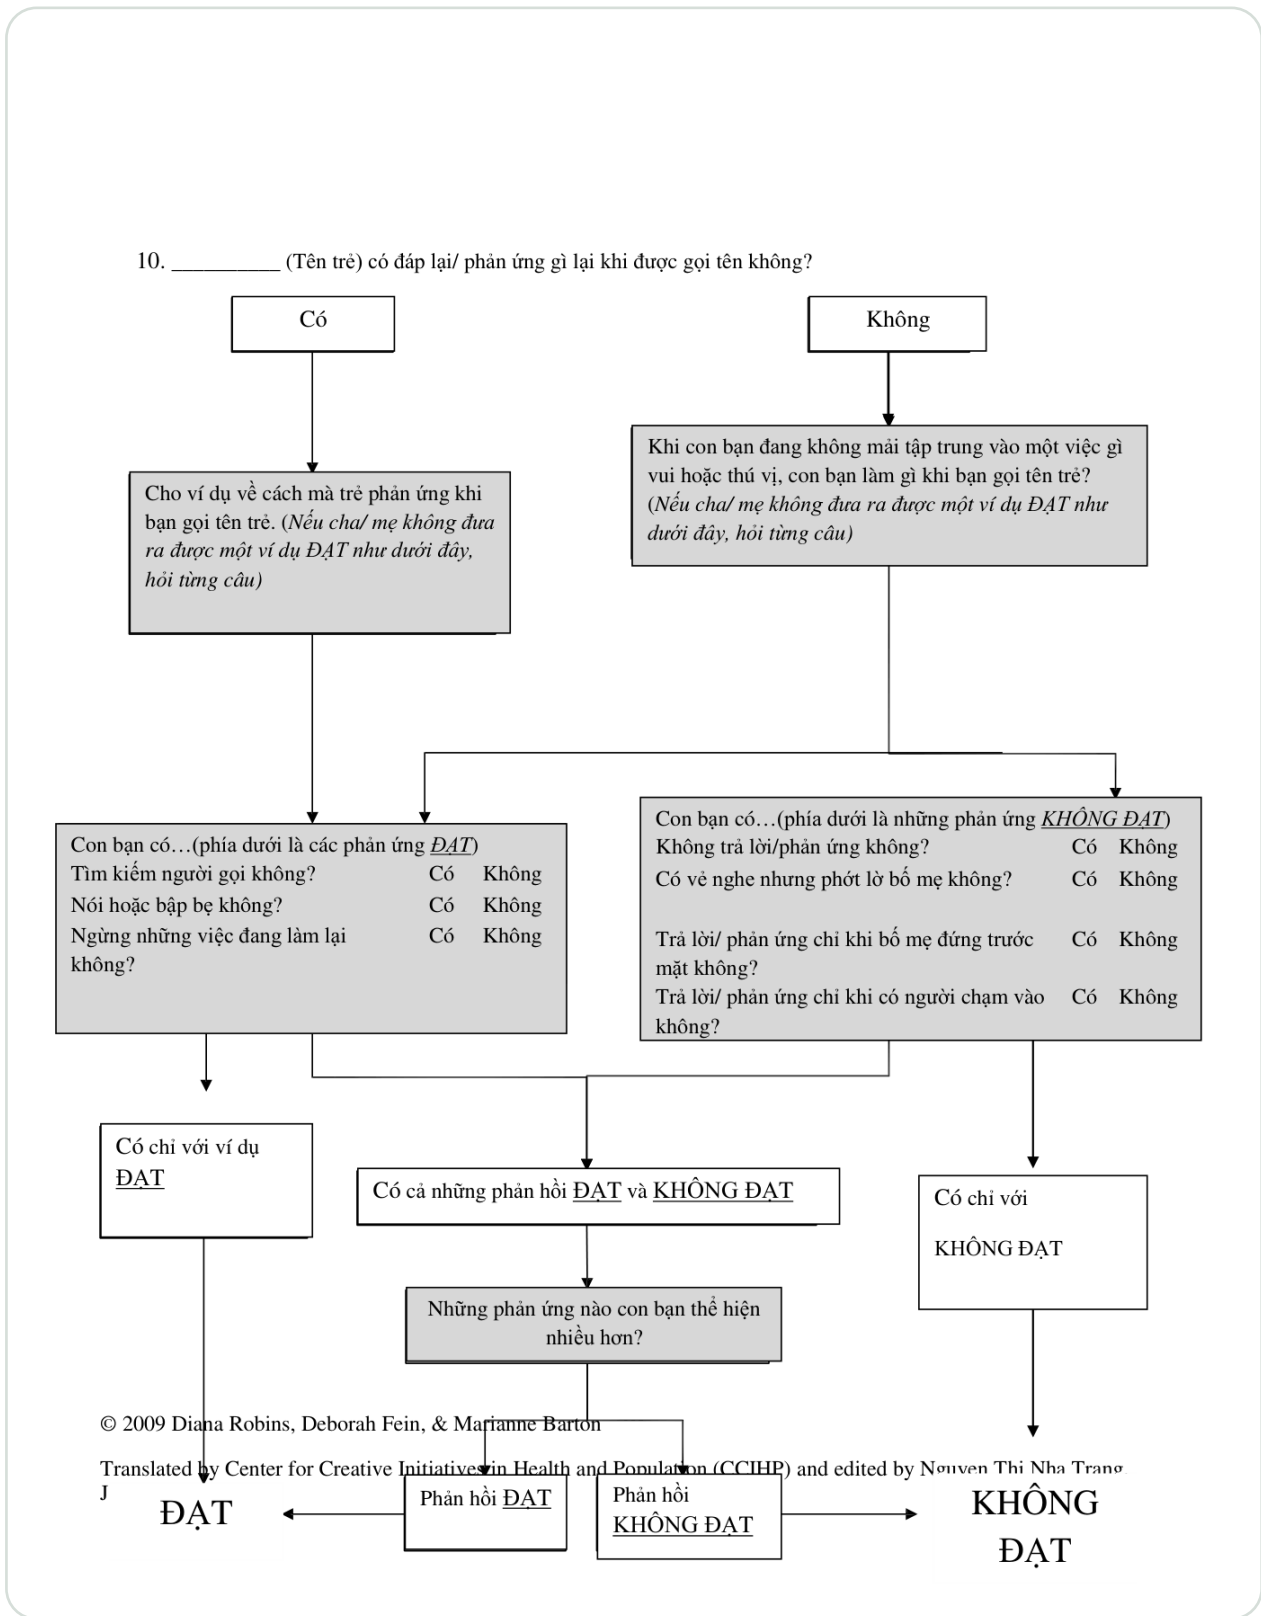 10. __________ (Tên trẻ) có đáp lại/ phản ứng gì lại khi được gọi tên không?
Có
Không
Cho ví dụ về cách mà trẻ phản ứng khi
bạn gọi tên trẻ. (Nếu cha/ mẹ không đưa
ra được một ví dụ ĐẠT như dưới đây,
hỏi từng câu)
Khi con bạn đang không mải tập trung vào một việc gì
vui hoặc thú vị, con bạn làm gì khi bạn gọi tên trẻ?
(Nếu cha/ mẹ không đưa ra được một ví dụ ĐẠT như
dưới đây, hỏi từng câu)
Con bạn có…(phía dưới là các phản ứng ĐẠT)
Tìm kiếm người gọi không? Có Không
Nói hoặc bập bẹ không? Có Không
Ngừng những việc đang làm lại Có Không
không?
Con bạn có…(phía dưới là những phản ứng KHÔNG ĐẠT)
Không trả lời/phản ứng không? Có Không
Có vẻ nghe nhưng phớt lờ bố mẹ không? Có Không
Trả lời/ phản ứng chỉ khi bố mẹ đứng trước Có Không
mặt không?
Trả lời/ phản ứng chỉ khi có người chạm vào Có Không
không?
Có chỉ với ví dụ
ĐẠT
Có cả những phản hồi ĐẠT và KHÔNG ĐẠT
Có chỉ với
KHÔNG ĐẠT
Những phản ứng nào con bạn thể hiện
nhiều hơn?
© 2009 Diana Robins, Deborah Fein, & Marianne Barton
Translated by Center for Creative Initiatives in Health and Population (CCIHP) and edited by Nguyen Thi Nha Trang,
J
ĐẠT
Phản hồi ĐẠT
Phản hồi
KHÔNG ĐẠT
KHÔNG
ĐẠT